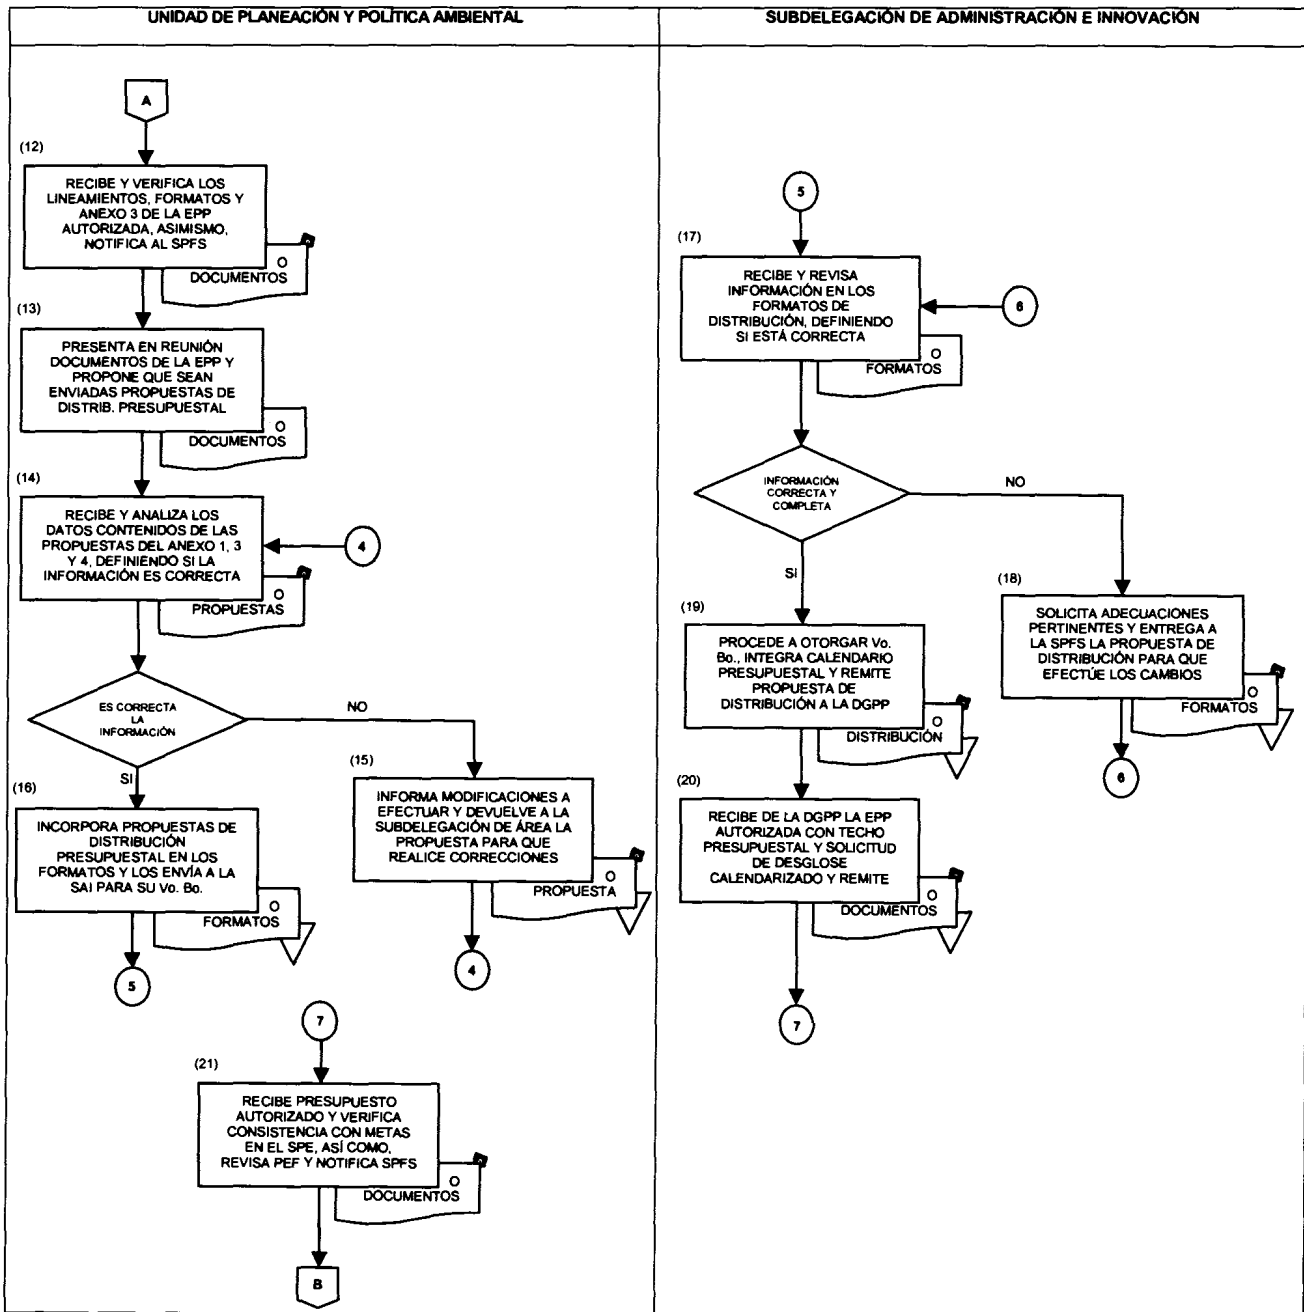 UNIDAD DE PLANEACIÓN Y POLÍTICA AMBIENTAL
A
(12)
RECIBE Y VERIFICA LOS
LINEAMIENTOS, FORMATOS Y
ANEXO 3 DE LA EPP
AUTORIZADA, ASIMISMO,
NOTIFICA AL SPFS
O
DOCUMENTOS
(13)
PRESENTA EN REUNIÓN
DOCUMENTOS DE LA EPP Y
PROPONE QUE SEAN
ENVIADAS PROPUESTAS DE
DISTRIB. PRESUPUESTAL
O
DOCUMENTOS
(14)
RECIBE Y ANALIZA LOS
DATOS CONTENIDOS DE LAS
PROPUESTAS DEL ANEXO 1, 3
Y 4, DEFINIENDO SI LA
INFORMACIÓN ES CORRECTA
4
O
PROPUESTAS
ES CORRECTA
LA
INFORMACIÓN
NO
SI
(15)
INFORMA MODIFICACIONES A
EFECTUAR Y DEVUELVE A LA
SUBDELEGACIÓN DE ÁREA LA
PROPUESTA PARA QUE
REALICE CORRECCIONES
O
PROPUESTA
4
(16)
INCORPORA PROPUESTAS DE
DISTRIBUCIÓN
PRESUPUESTAL EN LOS
FORMATOS Y LOS ENVÍA A LA
SAI PARA SU Vo. Bo.
O
FORMATOS
5
7
(21)
RECIBE PRESUPUESTO
AUTORIZADO Y VERIFICA
CONSISTENCIA CON METAS
EN EL SPE, ASÍ COMO,
REVISA PEF Y NOTIFICA SPFS
O
DOCUMENTOS
B
SUBDELEGACIÓN DE ADMINISTRACIÓN E INNOVACIÓN
5
(17)
RECIBE Y REVISA
INFORMACIÓN EN LOS
FORMATOS DE
DISTRIBUCIÓN, DEFINIENDO
SI ESTÁ CORRECTA
6
O
FORMATOS
INFORMACIÓN
CORRECTA Y
COMPLETA
NO
SI
(18)
SOLICITA ADECUACIONES
PERTINENTES Y ENTREGA A
LA SPFS LA PROPUESTA DE
DISTRIBUCIÓN PARA QUE
EFECTÚE LOS CAMBIOS
O
FORMATOS
6
(19)
PROCEDE A OTORGAR Vo.
Bo., INTEGRA CALENDARIO
PRESUPUESTAL Y REMITE
PROPUESTA DE
DISTRIBUCIÓN A LA DGPP
O
DISTRIBUCIÓN
(20)
RECIBE DE LA DGPP LA EPP
AUTORIZADA CON TECHO
PRESUPUESTAL Y SOLICITUD
DE DESGLOSE
CALENDARIZADO Y REMITE
O
DOCUMENTOS
7